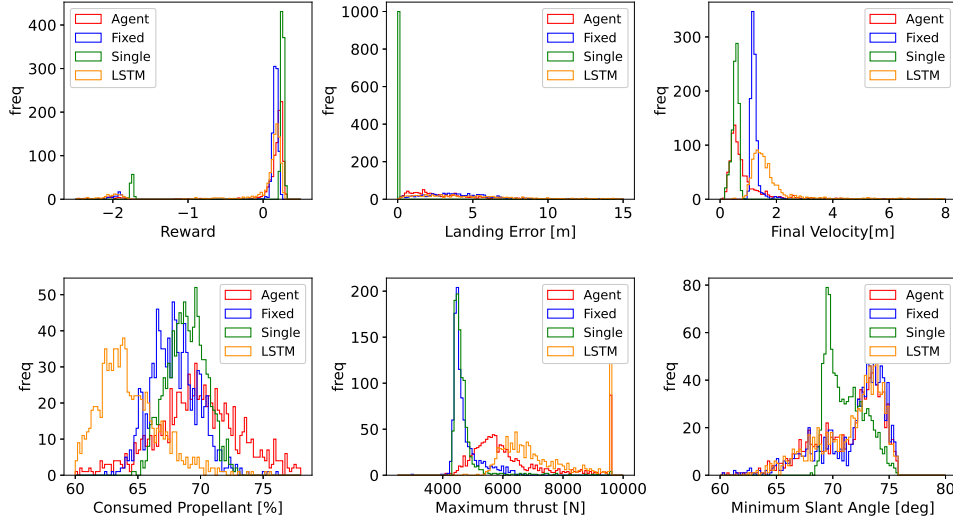 400
300
200
100
0
freq
Agent
Fixed
Single
LSTM
−2
−1
0
Reward
1000
800
600
400
200
0
freq
Agent
Fixed
Single
LSTM
0
5
10
15
Landing Error [m]
300
200
100
0
freq
Agent
Fixed
Single
LSTM
0
2
4
6
8
Final Velocity[m]
50
40
30
20
10
0
freq
Agent
Fixed
Single
LSTM
60
65
70
75
Consumed Propellant [%]
200
150
100
50
0
freq
Agent
Fixed
Single
LSTM
4000
6000
8000
10000
Maximum thrust [N]
80
60
40
20
0
freq
Agent
Fixed
Single
LSTM
60
65
70
75
80
Minimum Slant Angle [deg]